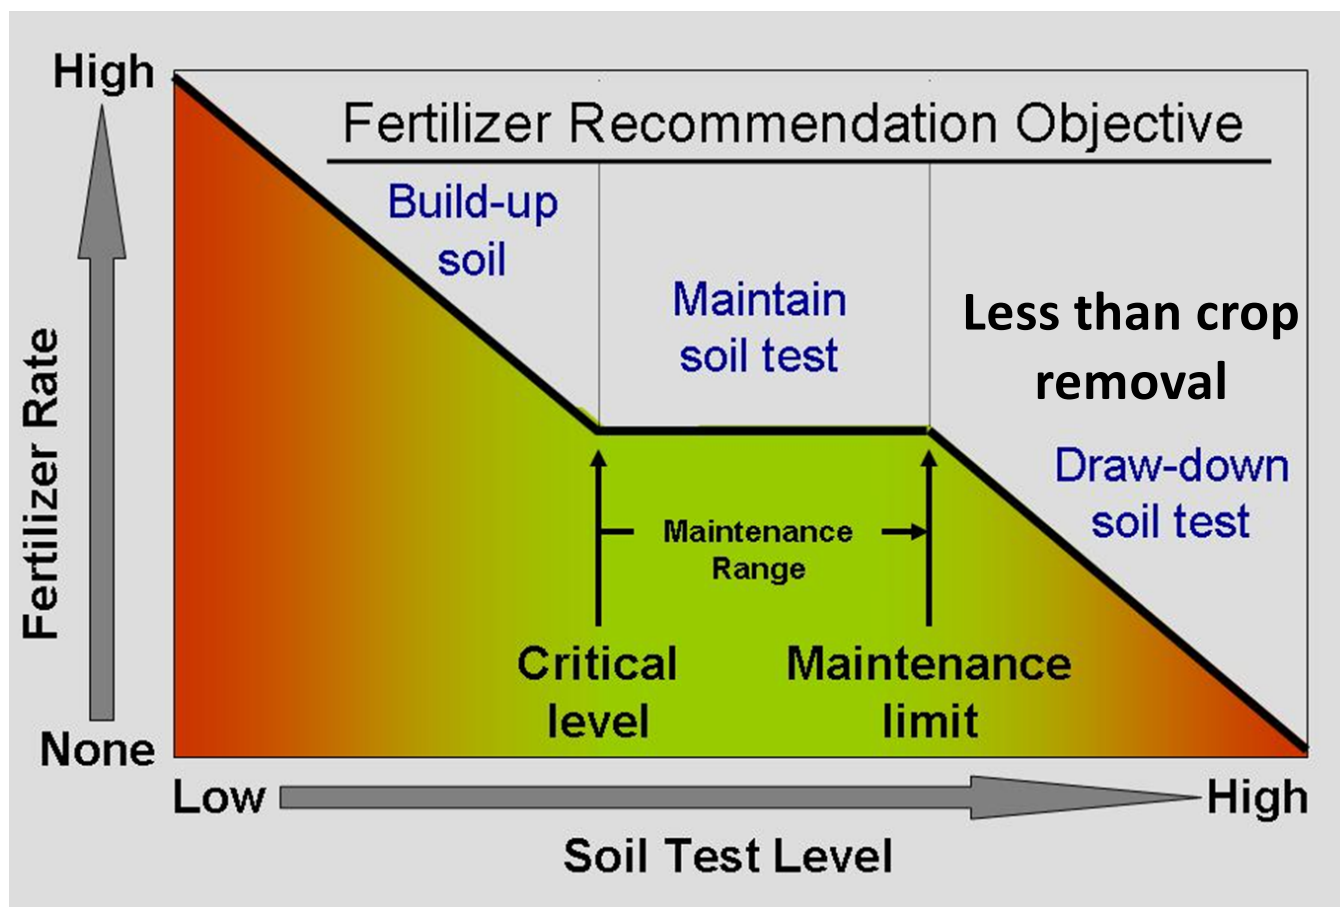 High
Fertilizer Recommendation Objective
Build-up
soil
Maintain
soil test
Less than crop
removal
Draw-down
soil test
Fertilizer Rate
Maintenance
Range
Critical
level
Maintenance
limit
None
Low
High
Soil Test Level